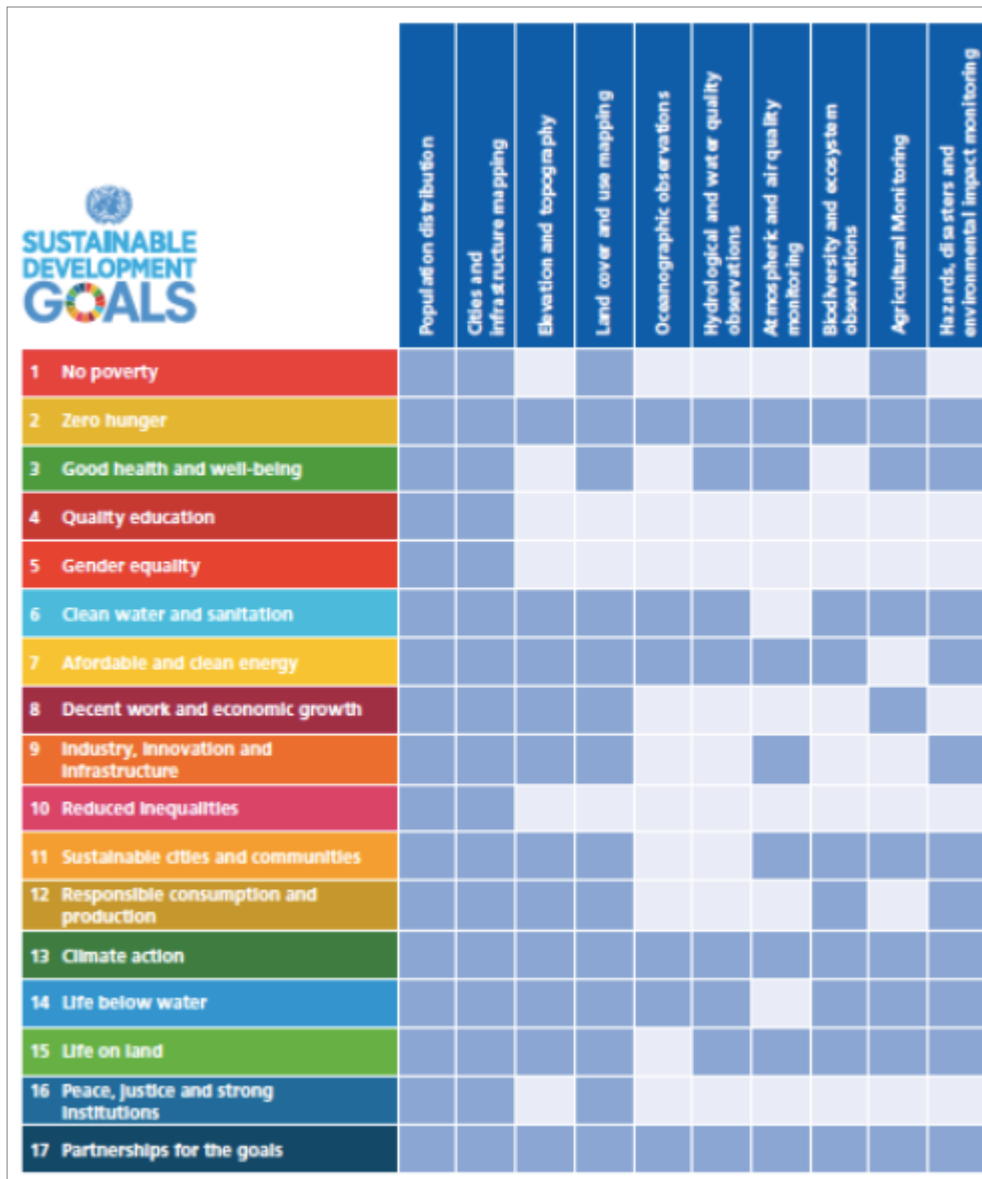 SUSTAINABLE
DEVELOPMENT
GOALS
Population distribution
Cities and
infrastructure mapping
Elevation and topography
Land cover and use mapping
Oceanographic observations
Hydrological and water quality
observations
Atmospheric and air quality
monitoring
Biodiversity and ecosystem
observations
Agricultural Monitoring
Hazards, disasters and
environmental impact monitoring
1 No poverty
2 Zero hunger
3 Good health and well-being
4 Quality education
5 Gender equality
6 Clean water and sanitation
7 Afordable and clean energy
8 Decent work and economic growth
9 Industry, innovation and
infrastructure
10 Reduced inequalities
11 Sustainable cities and communities
12 Responsible consumption and
production
13 Climate action
14 Life below water
15 Life on land
16 Peace, justice and strong
institutions
17 Partnerships for the goals